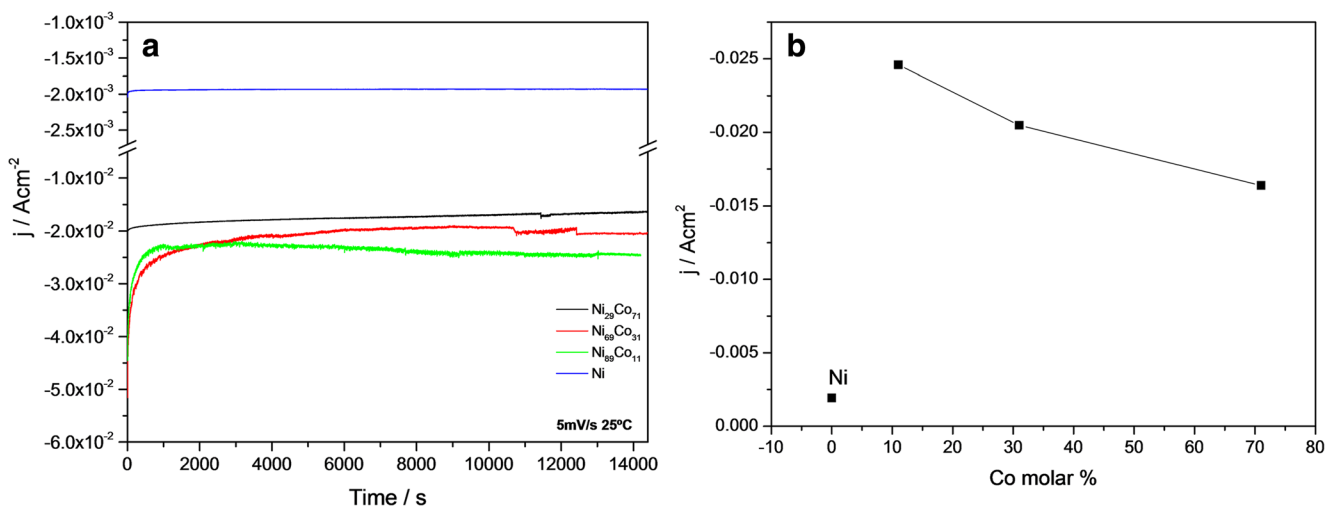 a
-1.0x10⁻³
-1.5x10⁻³
-2.0x10⁻³
-2.5x10⁻³
-1.0x10⁻²
-2.0x10⁻²
-3.0x10⁻²
-4.0x10⁻²
-5.0x10⁻²
-6.0x10⁻²
j / Acm⁻²
Ni₂₉Co₇₁
Ni₆₉Co₃₁
Ni₈₉Co₁₁
Ni
5mV/s 25ºC
0 2000 4000 6000 8000 10000 12000 14000
Time / s
b
-0.025
-0.020
-0.015
-0.010
-0.005
0.000
j / Acm²
Ni
-10 0 10 20 30 40 50 60 70 80
Co molar %